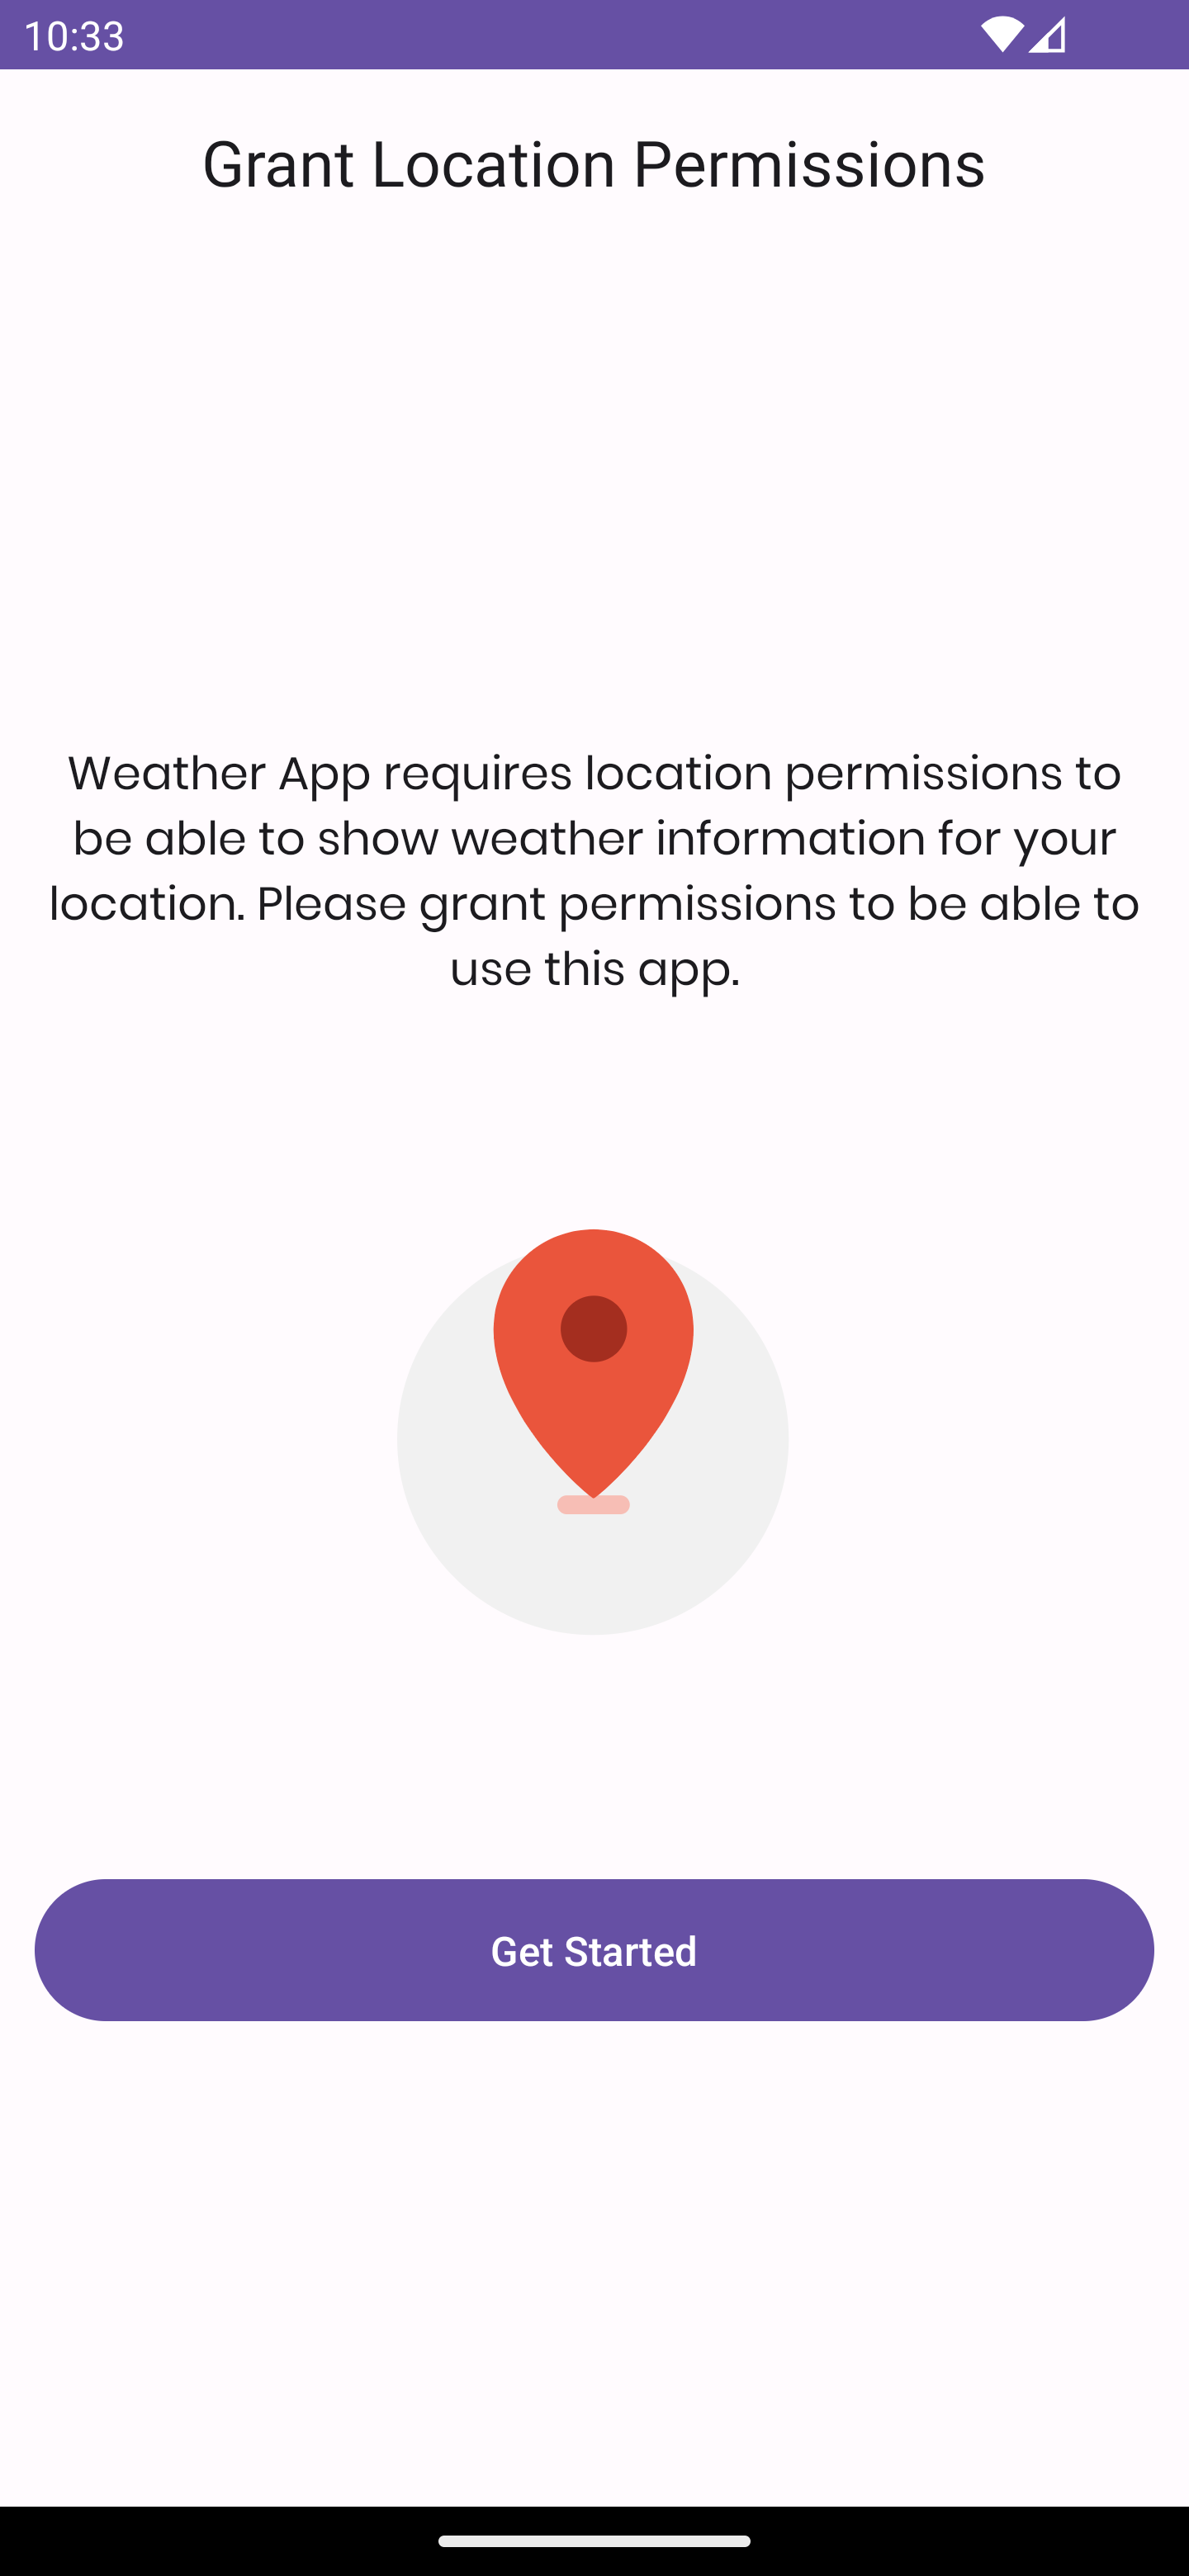 10:33
Grant Location Permissions
Weather App requires location permissions to
be able to show weather information for your
location. Please grant permissions to be able to
use this app.
Get Started